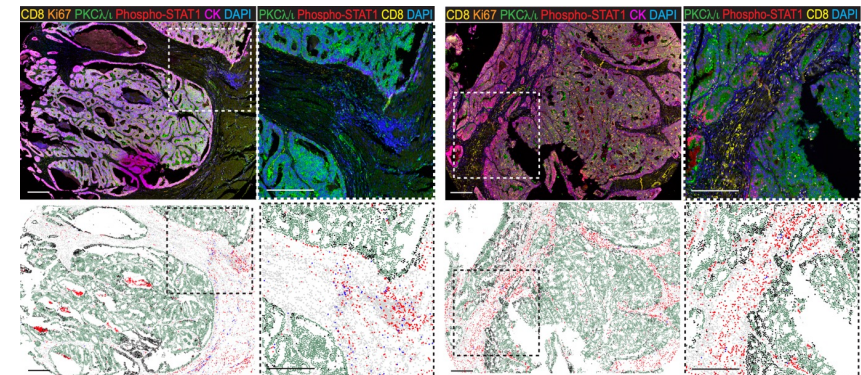 CD8 Ki67 PKCλ/ι Phospho-STAT1 CK DAPI
PKCλ/ι Phospho-STAT1 CD8 DAPI
CD8 Ki67 PKCλ/ι Phospho-STAT1 CK DAPI
PKCλ/ι Phospho-STAT1 CD8 DAPI